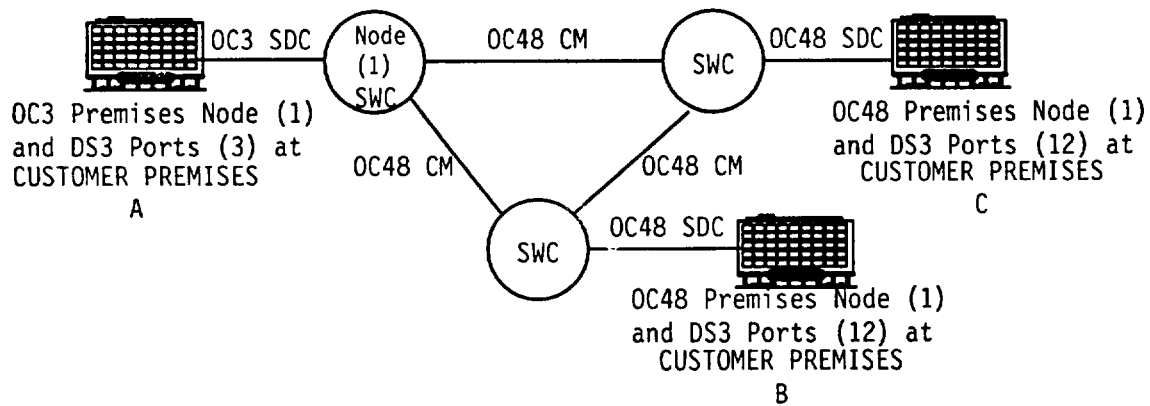 OC3 SDC
Node
(1)
SWC
OC48 CM
SWC
OC48 SDC
OC3 Premises Node (1)
and DS3 Ports (3) at
CUSTOMER PREMISES
A
OC48 CM
OC48 CM
OC48 Premises Node (1)
and DS3 Ports (12) at
CUSTOMER PREMISES
C
SWC
OC48 SDC
OC48 Premises Node (1)
and DS3 Ports (12) at
CUSTOMER PREMISES
B